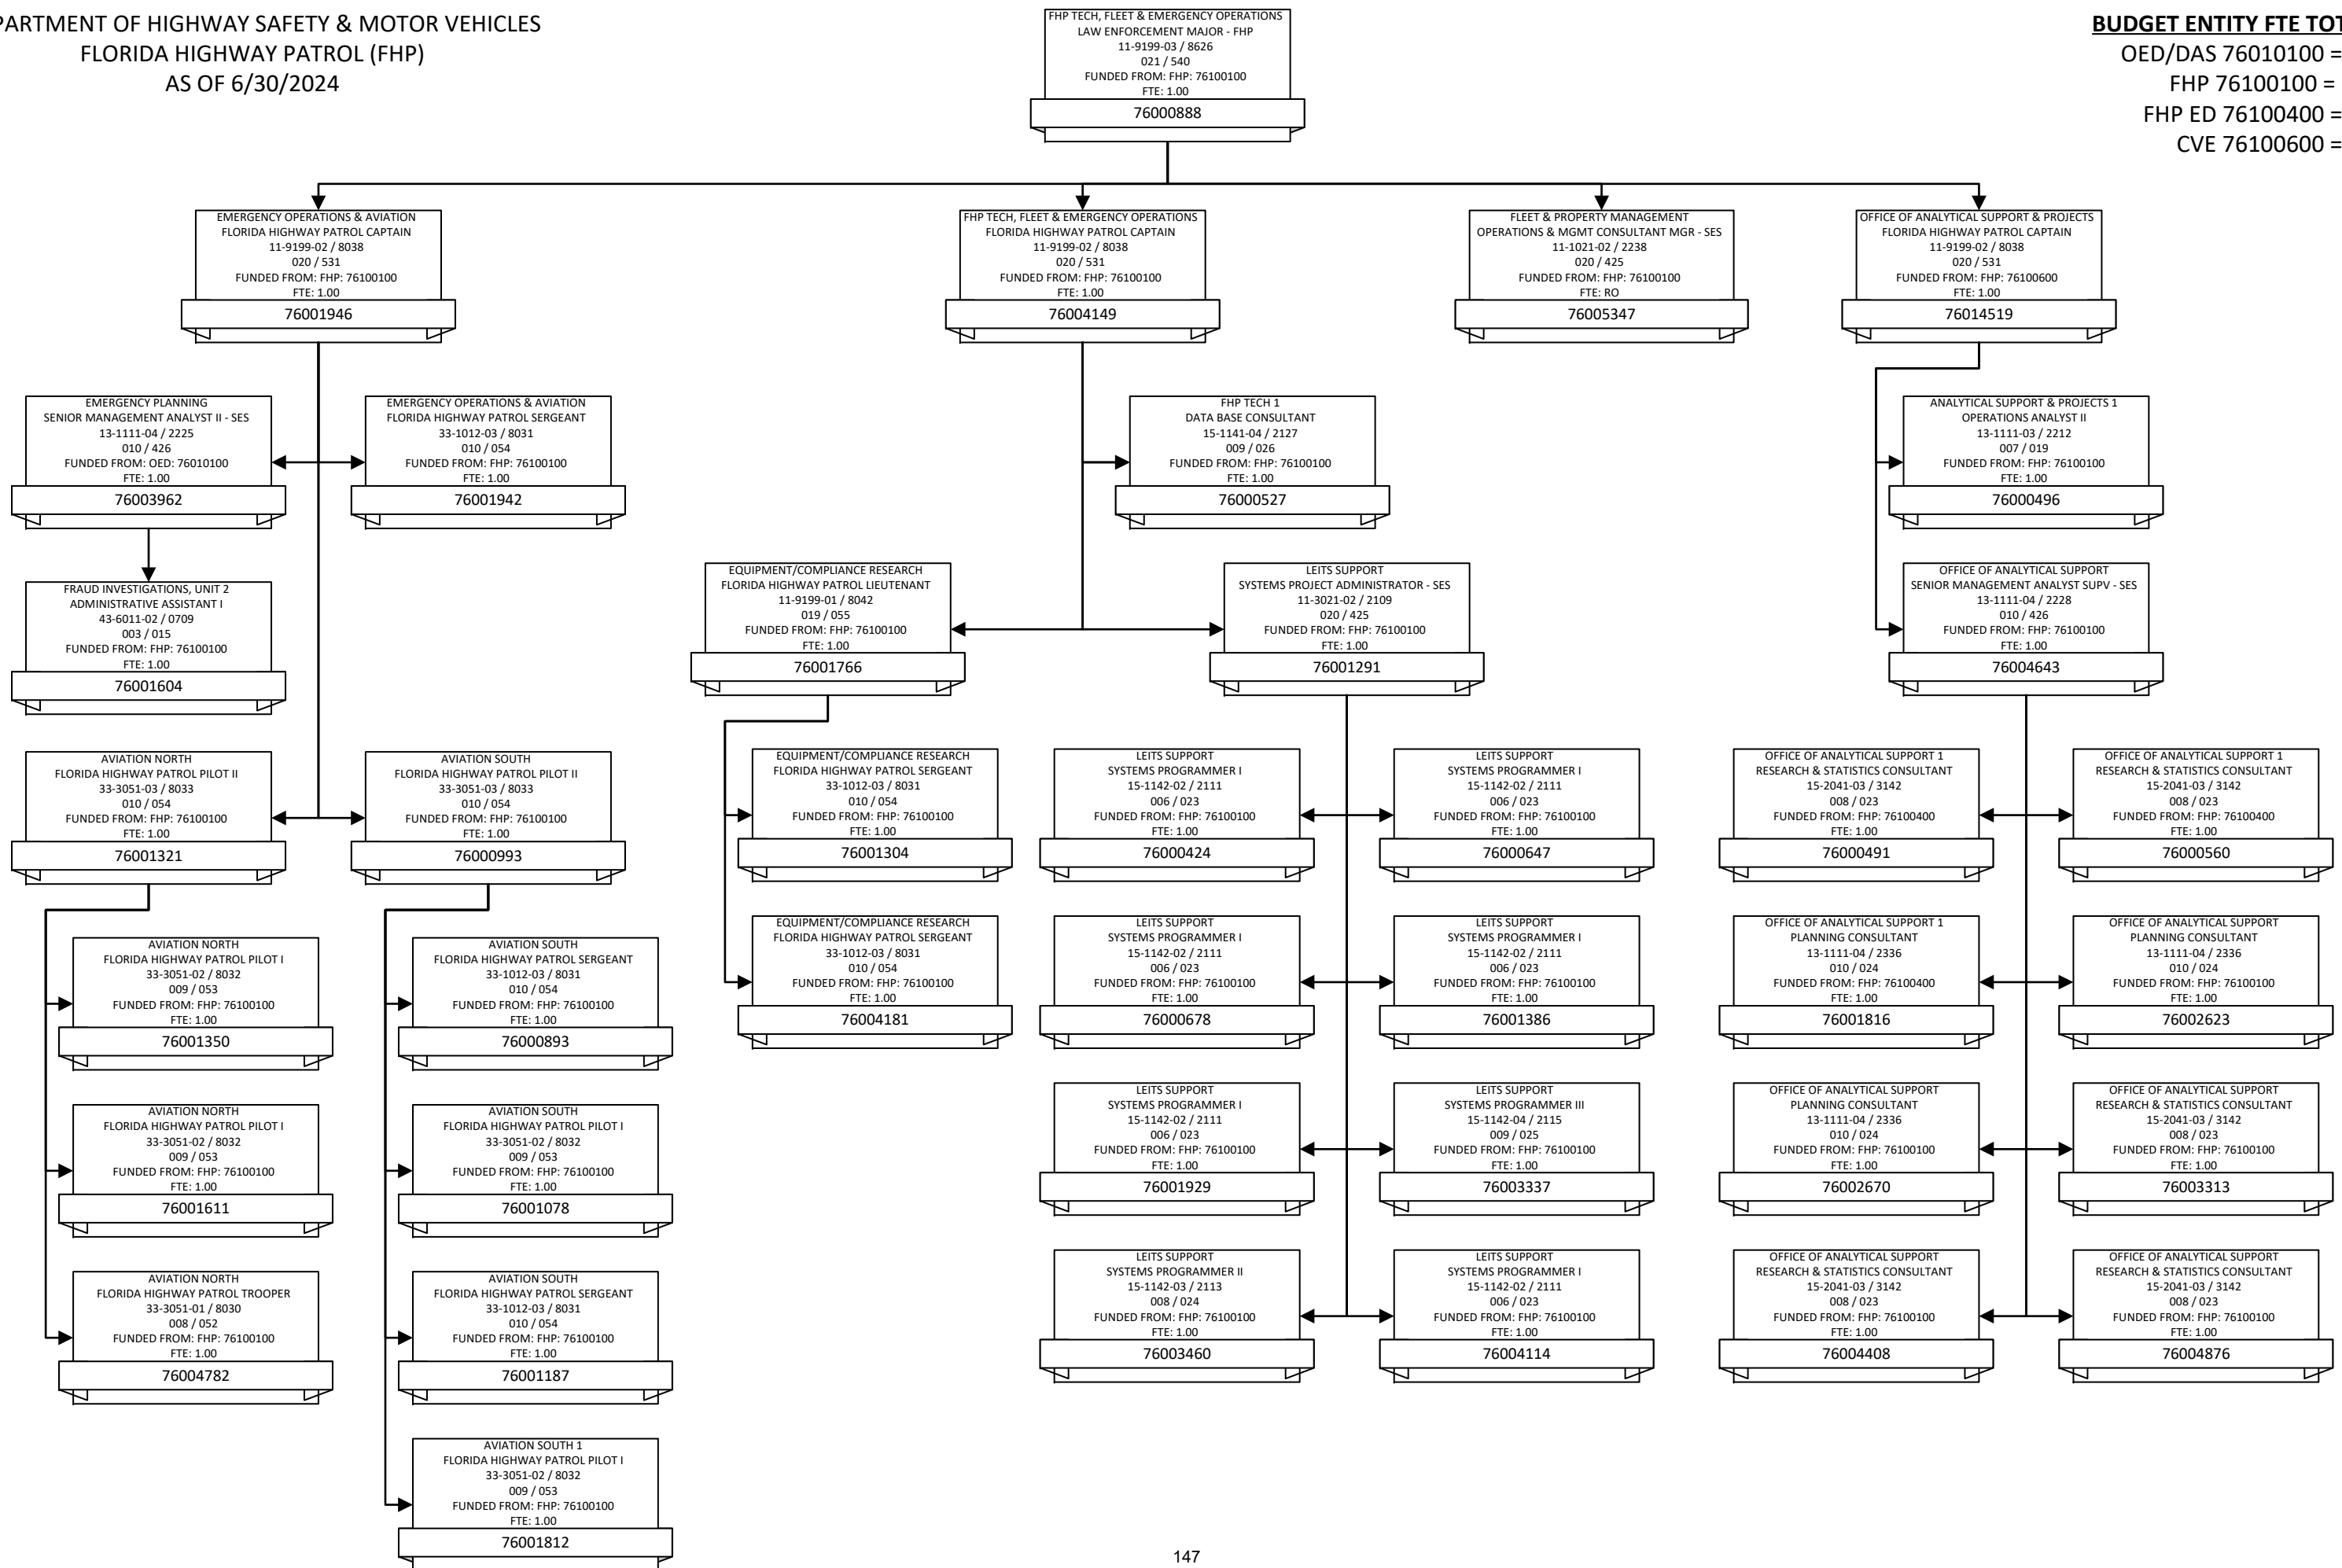 PARTMENT OF HIGHWAY SAFETY & MOTOR VEHICLES
FLORIDA HIGHWAY PATROL (FHP)
AS OF 6/30/2024
FHP TECH, FLEET & EMERGENCY OPERATIONS
LAW ENFORCEMENT MAJOR - FHP
11-9199-03 / 8626
021 / 540
FUNDED FROM: FHP: 76100100
FTE: 1.00
76000888
BUDGET ENTITY FTE TOT
OED/DAS 76010100 =
FHP 76100100 =
FHP ED 76100400 =
CVE 76100600 =
EMERGENCY OPERATIONS & AVIATION
FLORIDA HIGHWAY PATROL CAPTAIN
11-9199-02 / 8038
020 / 531
FUNDED FROM: FHP: 76100100
FTE: 1.00
76001946
FHP TECH, FLEET & EMERGENCY OPERATIONS
FLORIDA HIGHWAY PATROL CAPTAIN
11-9199-02 / 8038
020 / 531
FUNDED FROM: FHP: 76100100
FTE: 1.00
76004149
FLEET & PROPERTY MANAGEMENT
OPERATIONS & MGMT CONSULTANT MGR - SES
11-1021-02 / 2238
020 / 425
FUNDED FROM: FHP: 76100100
FTE: RO
76005347
OFFICE OF ANALYTICAL SUPPORT & PROJECTS
FLORIDA HIGHWAY PATROL CAPTAIN
11-9199-02 / 8038
020 / 531
FUNDED FROM: FHP: 76100600
FTE: 1.00
76014519
EMERGENCY PLANNING
SENIOR MANAGEMENT ANALYST II - SES
13-1111-04 / 2225
010 / 426
FUNDED FROM: OED: 76010100
FTE: 1.00
76003962
EMERGENCY OPERATIONS & AVIATION
FLORIDA HIGHWAY PATROL SERGEANT
33-1012-03 / 8031
010 / 054
FUNDED FROM: FHP: 76100100
FTE: 1.00
76001942
FHP TECH 1
DATA BASE CONSULTANT
15-1141-04 / 2127
009 / 026
FUNDED FROM: FHP: 76100100
FTE: 1.00
76000527
ANALYTICAL SUPPORT & PROJECTS 1
OPERATIONS ANALYST II
13-1111-03 / 2212
007 / 019
FUNDED FROM: FHP: 76100100
FTE: 1.00
76000496
FRAUD INVESTIGATIONS, UNIT 2
ADMINISTRATIVE ASSISTANT I
43-6011-02 / 0709
003 / 015
FUNDED FROM: FHP: 76100100
FTE: 1.00
76001604
EQUIPMENT/COMPLIANCE RESEARCH
FLORIDA HIGHWAY PATROL LIEUTENANT
11-9199-01 / 8042
019 / 055
FUNDED FROM: FHP: 76100100
FTE: 1.00
76001766
LEITS SUPPORT
SYSTEMS PROJECT ADMINISTRATOR - SES
11-3021-02 / 2109
020 / 425
FUNDED FROM: FHP: 76100100
FTE: 1.00
76001291
OFFICE OF ANALYTICAL SUPPORT
SENIOR MANAGEMENT ANALYST SUPV - SES
13-1111-04 / 2228
010 / 426
FUNDED FROM: FHP: 76100100
FTE: 1.00
76004643
AVIATION NORTH
FLORIDA HIGHWAY PATROL PILOT II
33-3051-03 / 8033
010 / 054
FUNDED FROM: FHP: 76100100
FTE: 1.00
76001321
AVIATION SOUTH
FLORIDA HIGHWAY PATROL PILOT II
33-3051-03 / 8033
010 / 054
FUNDED FROM: FHP: 76100100
FTE: 1.00
76000993
EQUIPMENT/COMPLIANCE RESEARCH
FLORIDA HIGHWAY PATROL SERGEANT
33-1012-03 / 8031
010 / 054
FUNDED FROM: FHP: 76100100
FTE: 1.00
76001304
LEITS SUPPORT
SYSTEMS PROGRAMMER I
15-1142-02 / 2111
006 / 023
FUNDED FROM: FHP: 76100100
FTE: 1.00
76000424
LEITS SUPPORT
SYSTEMS PROGRAMMER I
15-1142-02 / 2111
006 / 023
FUNDED FROM: FHP: 76100100
FTE: 1.00
76000647
OFFICE OF ANALYTICAL SUPPORT 1
RESEARCH & STATISTICS CONSULTANT
15-2041-03 / 3142
008 / 023
FUNDED FROM: FHP: 76100400
FTE: 1.00
76000491
OFFICE OF ANALYTICAL SUPPORT 1
RESEARCH & STATISTICS CONSULTANT
15-2041-03 / 3142
008 / 023
FUNDED FROM: FHP: 76100400
FTE: 1.00
76000560
AVIATION NORTH
FLORIDA HIGHWAY PATROL PILOT I
33-3051-02 / 8032
009 / 053
FUNDED FROM: FHP: 76100100
FTE: 1.00
76001350
AVIATION SOUTH
FLORIDA HIGHWAY PATROL SERGEANT
33-1012-03 / 8031
010 / 054
FUNDED FROM: FHP: 76100100
FTE: 1.00
76000893
EQUIPMENT/COMPLIANCE RESEARCH
FLORIDA HIGHWAY PATROL SERGEANT
33-1012-03 / 8031
010 / 054
FUNDED FROM: FHP: 76100100
FTE: 1.00
76004181
LEITS SUPPORT
SYSTEMS PROGRAMMER I
15-1142-02 / 2111
006 / 023
FUNDED FROM: FHP: 76100100
FTE: 1.00
76000678
LEITS SUPPORT
SYSTEMS PROGRAMMER I
15-1142-02 / 2111
006 / 023
FUNDED FROM: FHP: 76100100
FTE: 1.00
76001386
OFFICE OF ANALYTICAL SUPPORT 1
PLANNING CONSULTANT
13-1111-04 / 2336
010 / 024
FUNDED FROM: FHP: 76100400
FTE: 1.00
76001816
OFFICE OF ANALYTICAL SUPPORT
PLANNING CONSULTANT
13-1111-04 / 2336
010 / 024
FUNDED FROM: FHP: 76100100
FTE: 1.00
76002623
AVIATION NORTH
FLORIDA HIGHWAY PATROL PILOT I
33-3051-02 / 8032
009 / 053
FUNDED FROM: FHP: 76100100
FTE: 1.00
76001611
AVIATION SOUTH
FLORIDA HIGHWAY PATROL PILOT I
33-3051-02 / 8032
009 / 053
FUNDED FROM: FHP: 76100100
FTE: 1.00
76001078
LEITS SUPPORT
SYSTEMS PROGRAMMER I
15-1142-02 / 2111
006 / 023
FUNDED FROM: FHP: 76100100
FTE: 1.00
76001929
LEITS SUPPORT
SYSTEMS PROGRAMMER III
15-1142-04 / 2115
009 / 025
FUNDED FROM: FHP: 76100100
FTE: 1.00
76003337
OFFICE OF ANALYTICAL SUPPORT
PLANNING CONSULTANT
13-1111-04 / 2336
010 / 024
FUNDED FROM: FHP: 76100100
FTE: 1.00
76002670
OFFICE OF ANALYTICAL SUPPORT
RESEARCH & STATISTICS CONSULTANT
15-2041-03 / 3142
008 / 023
FUNDED FROM: FHP: 76100100
FTE: 1.00
76003313
AVIATION NORTH
FLORIDA HIGHWAY PATROL TROOPER
33-3051-01 / 8030
008 / 052
FUNDED FROM: FHP: 76100100
FTE: 1.00
76004782
AVIATION SOUTH
FLORIDA HIGHWAY PATROL SERGEANT
33-1012-03 / 8031
010 / 054
FUNDED FROM: FHP: 76100100
FTE: 1.00
76001187
LEITS SUPPORT
SYSTEMS PROGRAMMER II
15-1142-03 / 2113
008 / 024
FUNDED FROM: FHP: 76100100
FTE: 1.00
76003460
LEITS SUPPORT
SYSTEMS PROGRAMMER I
15-1142-02 / 2111
006 / 023
FUNDED FROM: FHP: 76100100
FTE: 1.00
76004114
OFFICE OF ANALYTICAL SUPPORT
RESEARCH & STATISTICS CONSULTANT
15-2041-03 / 3142
008 / 023
FUNDED FROM: FHP: 76100100
FTE: 1.00
76004408
OFFICE OF ANALYTICAL SUPPORT
RESEARCH & STATISTICS CONSULTANT
15-2041-03 / 3142
008 / 023
FUNDED FROM: FHP: 76100100
FTE: 1.00
76004876
AVIATION SOUTH 1
FLORIDA HIGHWAY PATROL PILOT I
33-3051-02 / 8032
009 / 053
FUNDED FROM: FHP: 76100100
FTE: 1.00
76001812
147